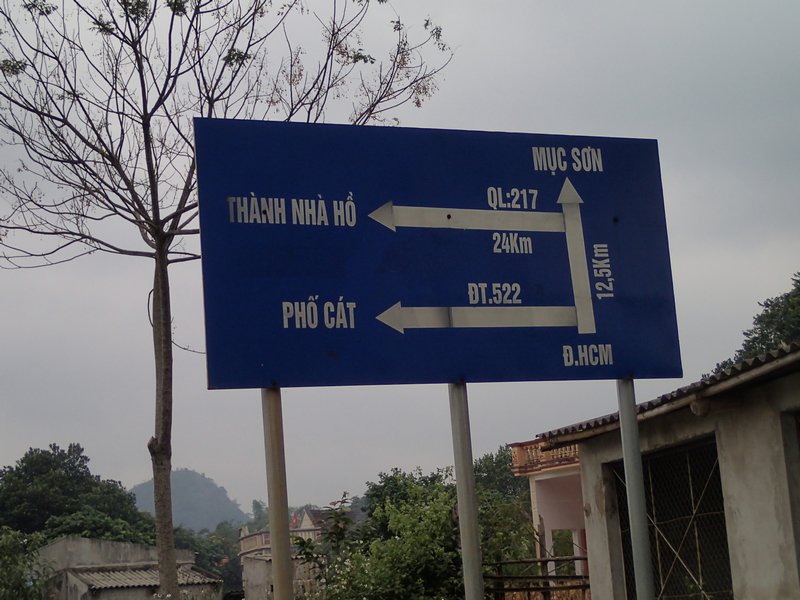 MỤC SƠN
THÀNH NHÀ HỒ
QL:217
24Km
12,5Km
ĐT.522
PHỐ CÁT
Đ.HCM